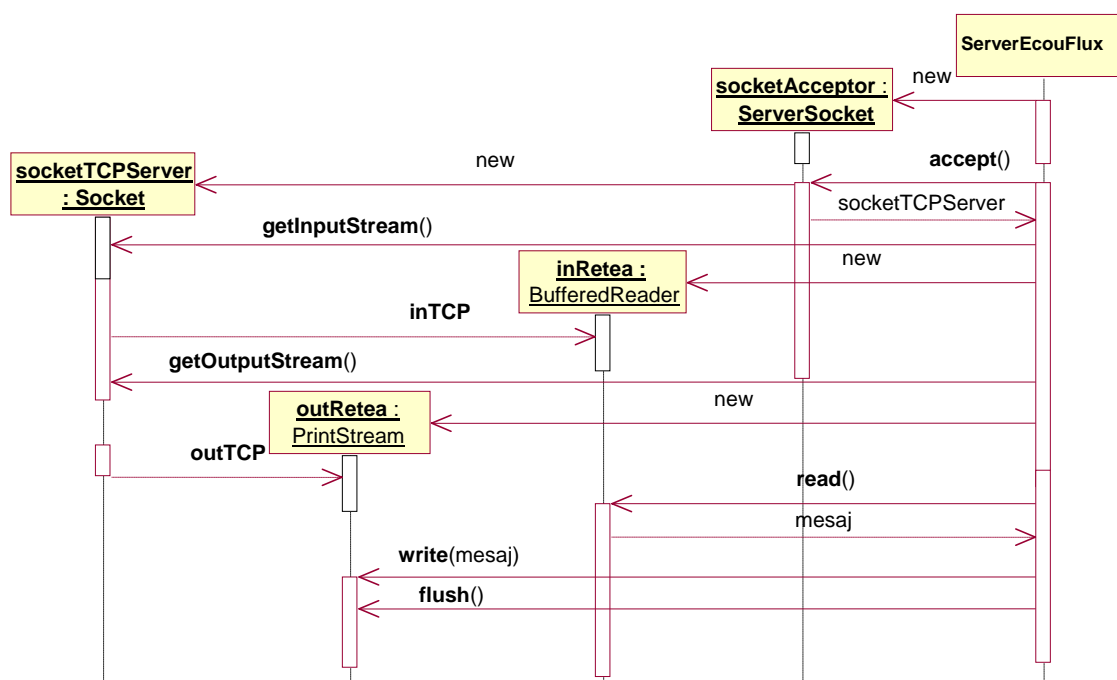 ServerEcouFlux
new
socketAcceptor :
ServerSocket
accept()
new
socketTCPServer
: Socket
socketTCPServer
getInputStream()
new
inRetea :
BufferedReader
inTCP
getOutputStream()
new
outRetea :
PrintStream
outTCP
read()
mesaj
write(mesaj)
flush()